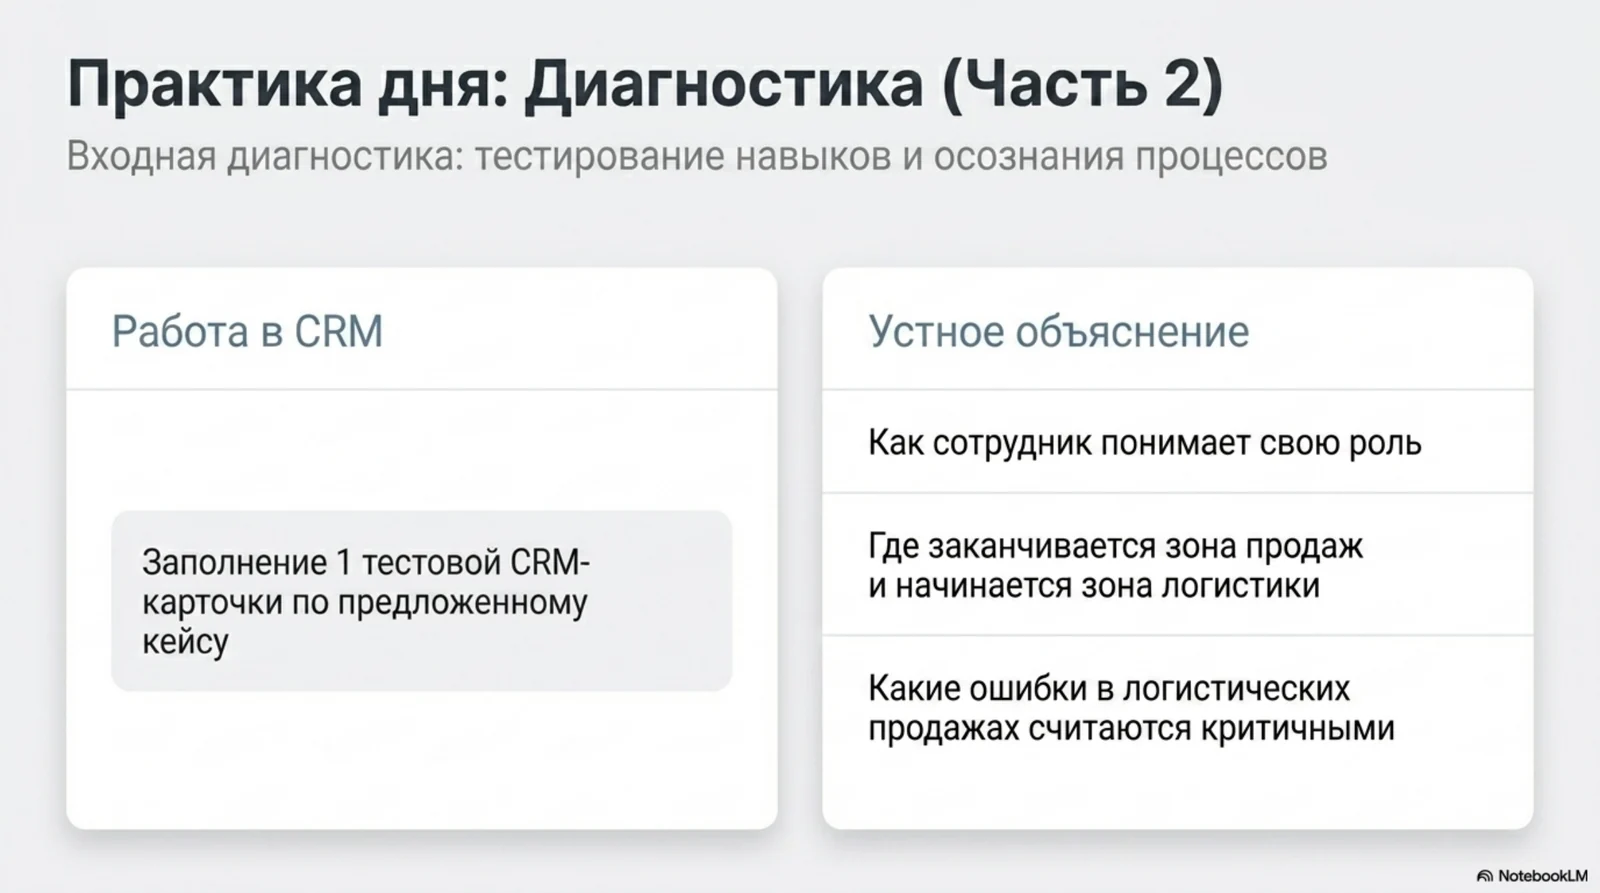 Практика дня: Диагностика (Часть 2)
Входная диагностика: тестирование навыков и осознания процессов
Работа в CRM
Заполнение 1 тестовой CRM-
карточки по предложенному
кейсу
Устное объяснение
Как сотрудник понимает свою роль
Где заканчивается зона продаж
и начинается зона логистики
Какие ошибки в логистических
продажах считаются критичными
NotebookLM